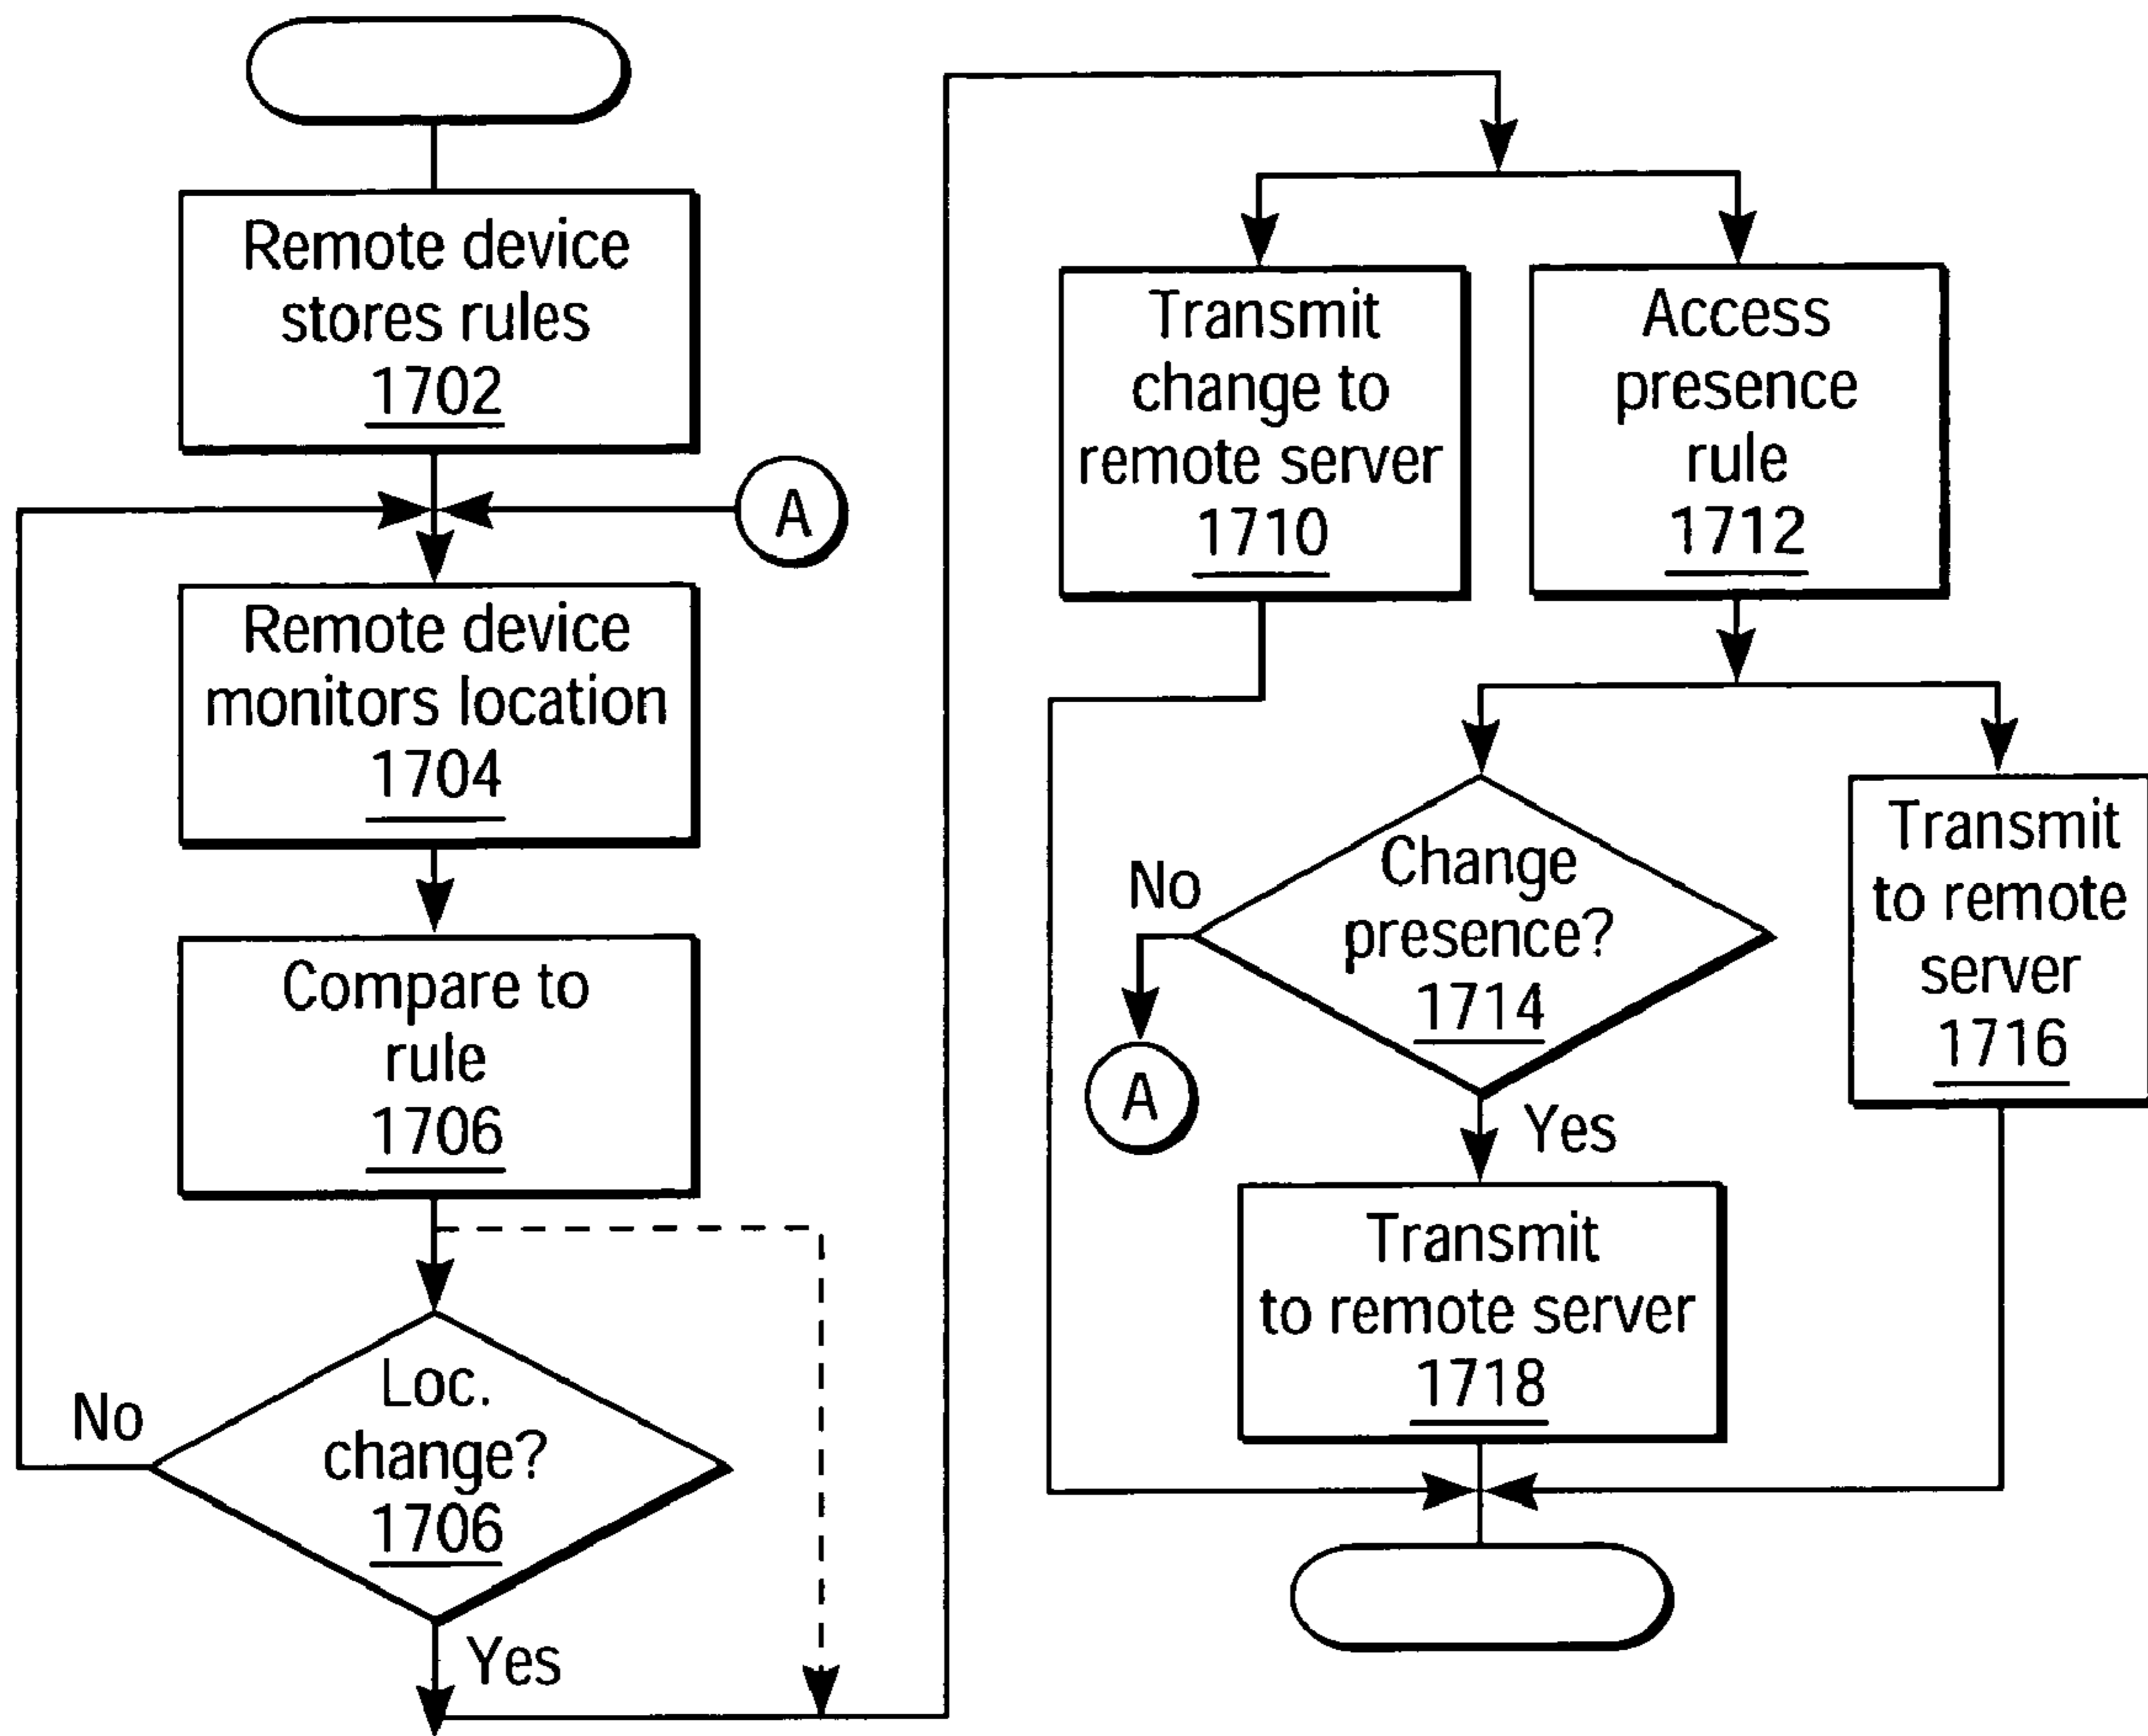 Remote device
stores rules
1702
A
Remote device
monitors location
1704
Compare to
rule
1706
Loc.
change?
1706
No
Yes
Transmit
change to
remote server
1710
Access
presence
rule
1712
Change
presence?
1714
No
A
Yes
Transmit
to remote
server
1716
Transmit
to remote server
1718